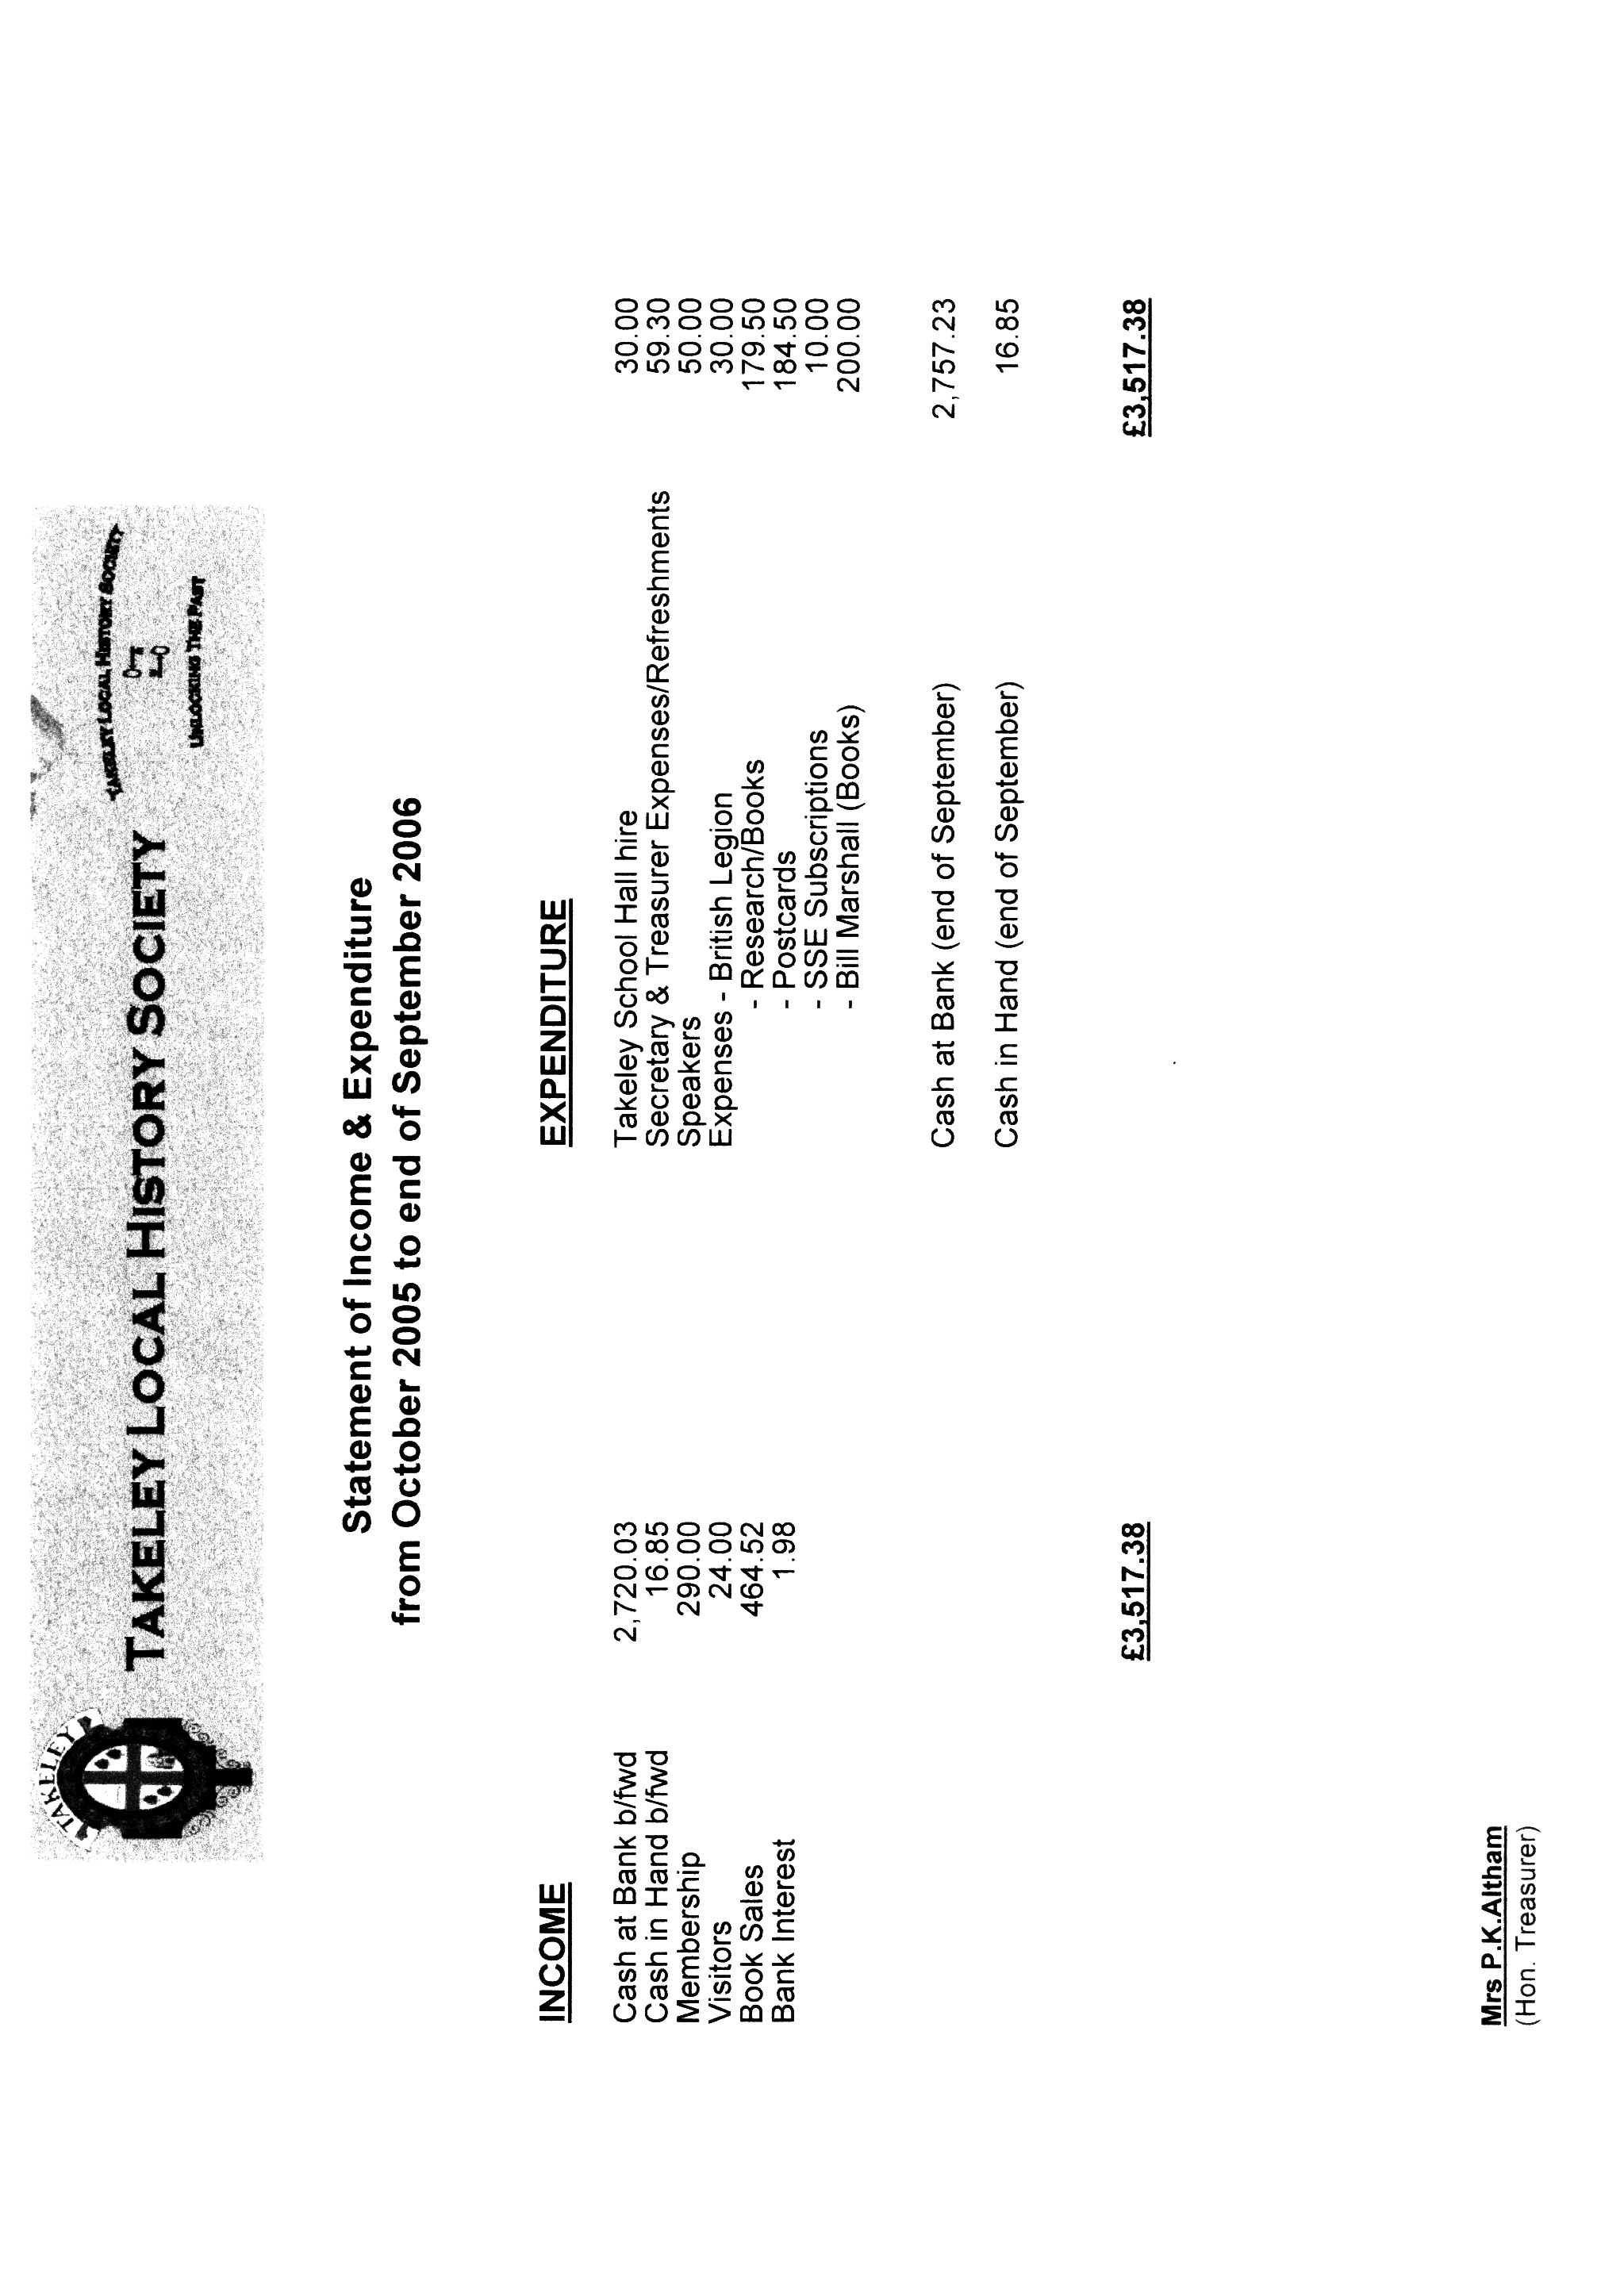 TAKELEY
TAKELEY LOCAL HISTORY SOCIETY
TAKELEY LOCAL HISTORY SOCIETY
UNLOCKING THE PAST
Statement of Income & Expenditure
from October 2005 to end of September 2006
INCOME
Cash at Bank b/fwd 2,720.03
Cash in Hand b/fwd 16.85
Membership 290.00
Visitors 24.00
Book Sales 464.52
Bank Interest 1.98
£3,517.38
EXPENDITURE
Takeley School Hall hire 30.00
Secretary & Treasurer Expenses/Refreshments 59.30
Speakers 50.00
Expenses - British Legion 30.00
- Research/Books 179.50
- Postcards 184.50
- SSE Subscriptions 10.00
- Bill Marshall (Books) 200.00
Cash at Bank (end of September) 2,757.23
Cash in Hand (end of September) 16.85
£3,517.38
Mrs P.K.Altham
(Hon. Treasurer)